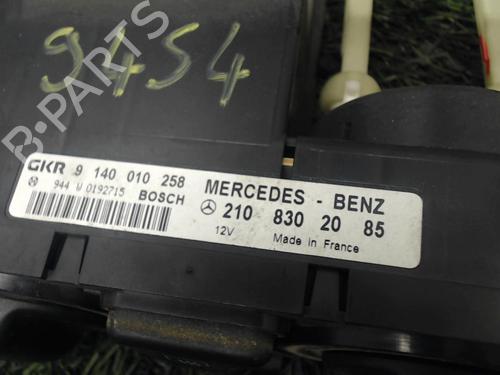 9454
B-PARTS
GKR 9 140 010 258 MERCEDES - BENZ
944 M 0192715 BOSCH 210 830 20 85
12V Made in France